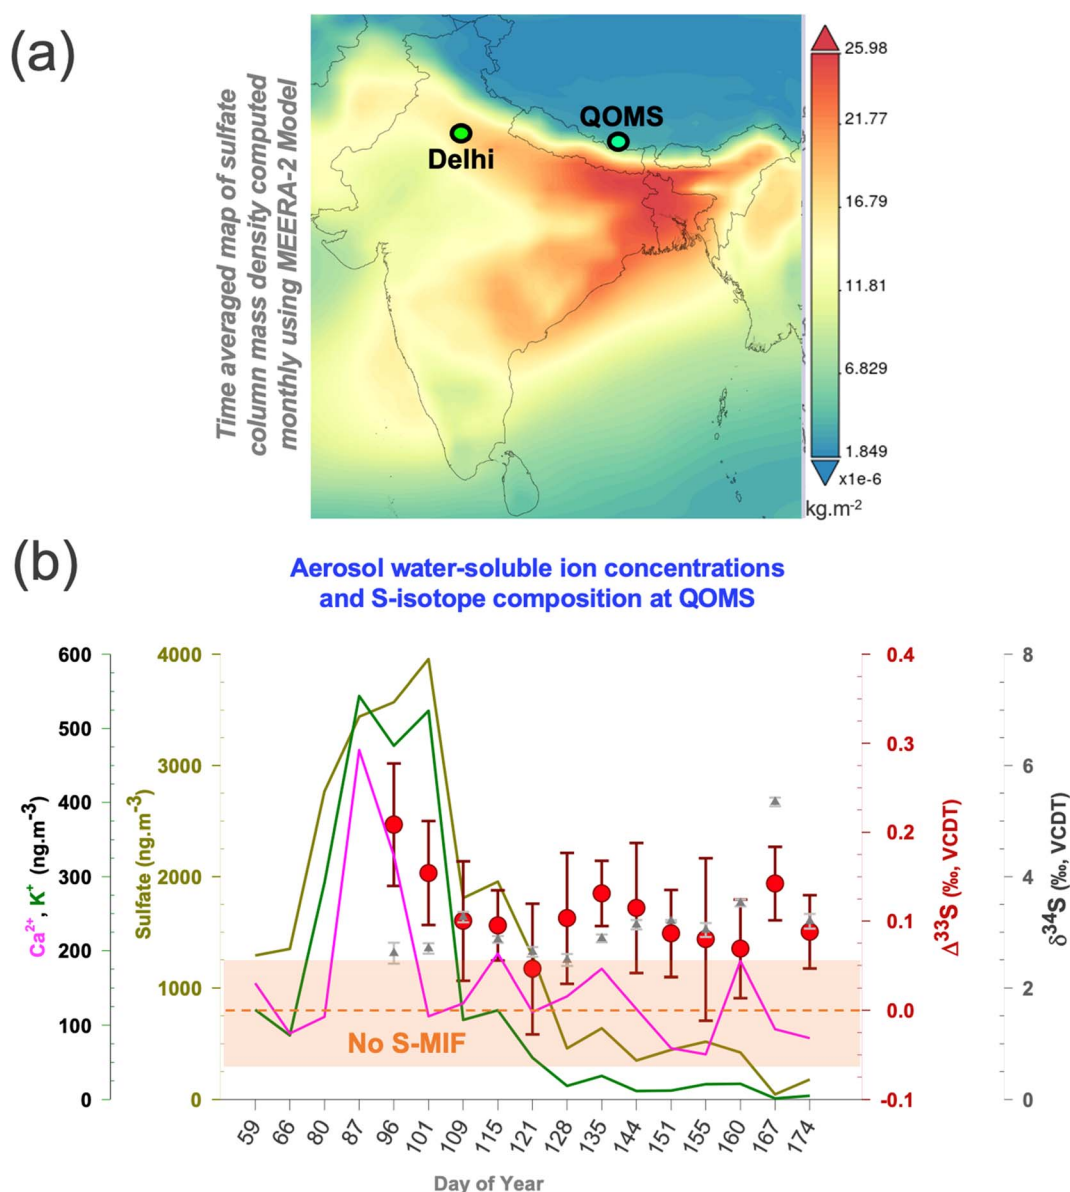 (a)
Time averaged map of sulfate
column mass density computed
monthly using MEERA-2 Model
Delhi
QOMS
25.98
21.77
16.79
11.81
6.829
1.849
x1e-6
kg.m-2
(b)
Aerosol water-soluble ion concentrations
and S-isotope composition at QOMS
Ca2+, K+ (ng.m-3)
600
500
400
300
200
100
0
Sulfate (ng.m-3)
4000
3000
2000
1000
0
No S-MIF
0.4
0.3
0.2
0.1
0.0
-0.1
Δ33S (‰, VCDT)
8
6
4
2
0
δ34S (‰, VCDT)
59 66 80 87 96 101 109 115 121 128 135 144 151 155 160 167 174
Day of Year